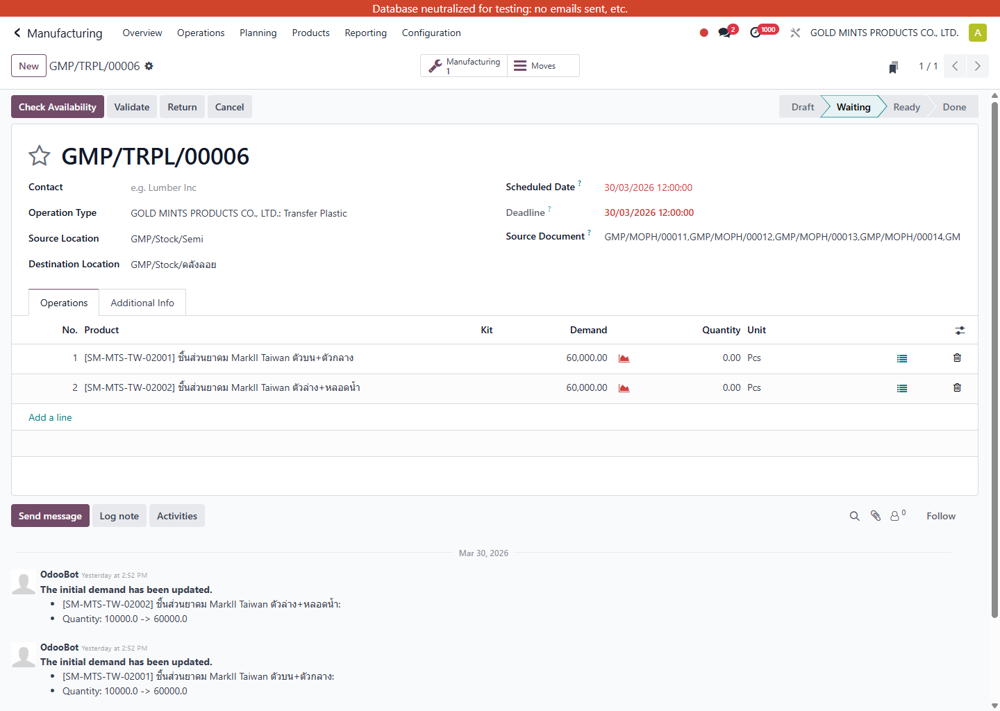 Database neutralized for testing: no emails sent, etc.
Manufacturing Overview Operations Planning Products Reporting Configuration 2 1000 GOLD MINTS PRODUCTS CO., LTD. A
New GMP/TRPL/00006 Manufacturing 1 Moves 1 / 1
Check Availability Validate Return Cancel Draft Waiting Ready Done
GMP/TRPL/00006
Contact e.g. Lumber Inc Scheduled Date ? 30/03/2026 12:00:00
Operation Type GOLD MINTS PRODUCTS CO., LTD.: Transfer Plastic Deadline ? 30/03/2026 12:00:00
Source Location GMP/Stock/Semi Source Document ? GMP/MOPH/00011,GMP/MOPH/00012,GMP/MOPH/00013,GMP/MOPH/00014,GM
Destination Location GMP/Stock/คลังลอย
Operations Additional Info
No. Product Kit Demand Quantity Unit
1 [SM-MTS-TW-02001] ชิ้นส่วนยาดม MarkII Taiwan ตัวบน+ตัวกลาง 60,000.00 0.00 Pcs
2 [SM-MTS-TW-02002] ชิ้นส่วนยาดม MarkII Taiwan ตัวล่าง+หลอดน้ำ 60,000.00 0.00 Pcs
Add a line
Send message Log note Activities 0 Follow
Mar 30, 2026
OdooBot Yesterday at 2:52 PM
The initial demand has been updated.
• [SM-MTS-TW-02002] ชิ้นส่วนยาดม MarkII Taiwan ตัวล่าง+หลอดน้ำ:
• Quantity: 10000.0 -> 60000.0
OdooBot Yesterday at 2:52 PM
The initial demand has been updated.
• [SM-MTS-TW-02001] ชิ้นส่วนยาดม MarkII Taiwan ตัวบน+ตัวกลาง:
• Quantity: 10000.0 -> 60000.0